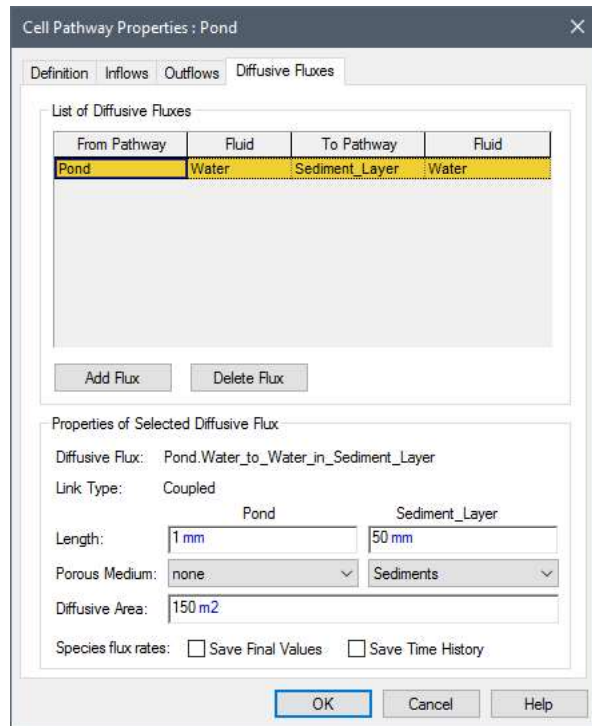 Cell Pathway Properties : Pond
Definition Inflows Outflows Diffusive Fluxes
List of Diffusive Fluxes
From Pathway Fluid To Pathway Fluid
Pond Water Sediment_Layer Water
Add Flux Delete Flux
Properties of Selected Diffusive Flux
Diffusive Flux: Pond.Water_to_Water_in_Sediment_Layer
Link Type: Coupled
Pond Sediment_Layer
Length: 1 mm 50 mm
Porous Medium: none Sediments
Diffusive Area: 150 m2
Species flux rates: Save Final Values Save Time History
OK Cancel Help